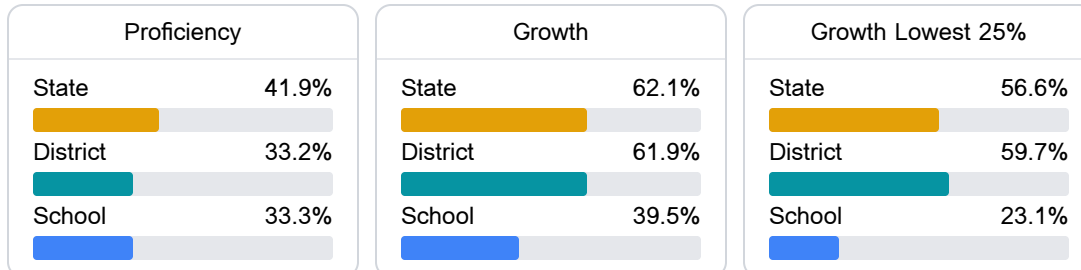 Proficiency
State 41.9%
District 33.2%
School 33.3%
Growth
State 62.1%
District 61.9%
School 39.5%
Growth Lowest 25%
State 56.6%
District 59.7%
School 23.1%